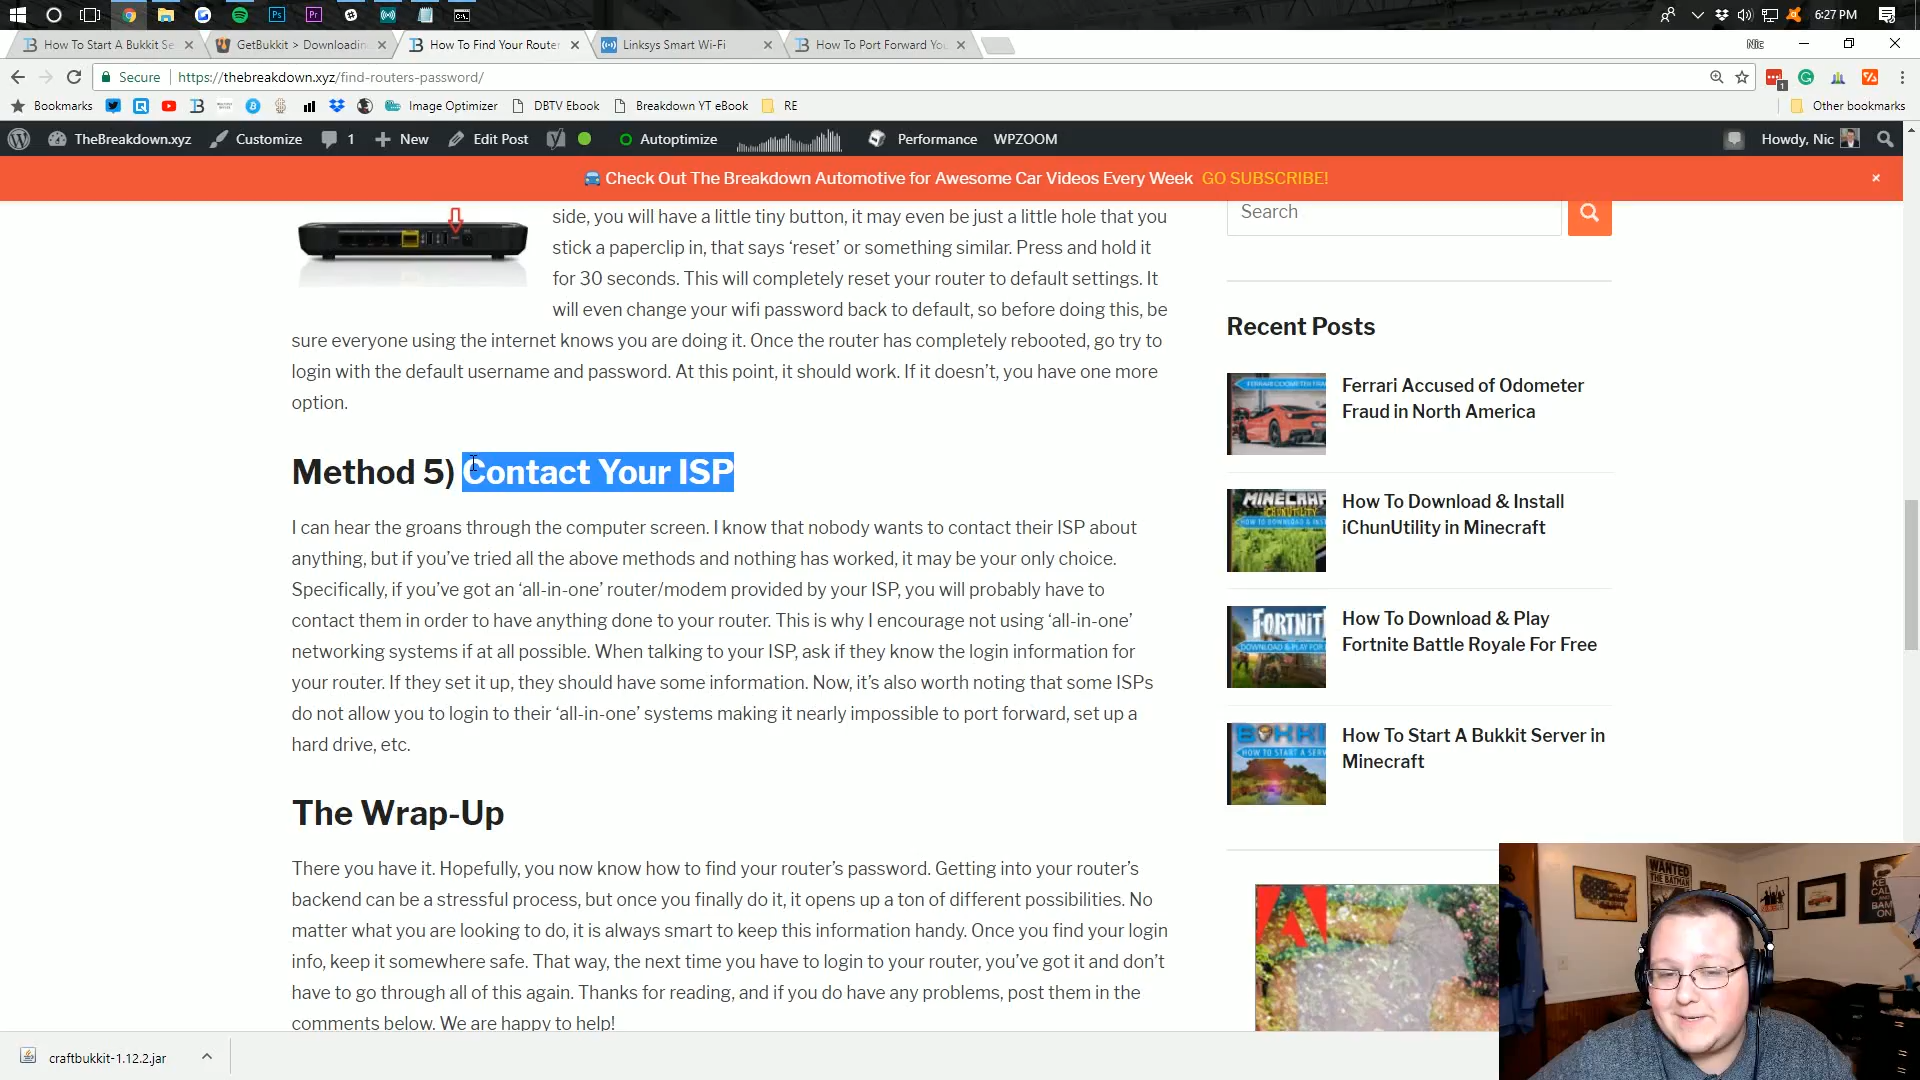 6:27 PM
How To Start A Bukkit Se
GetBukkit > Downloadin
How To Find Your Route
Linksys Smart Wi-Fi
How To Port Forward Yo
Nic
Secure
https://thebreakdown.xyz/find-routers-password/
1
Bookmarks
Image Optimizer
DBTV Ebook
Breakdown YT eBook
RE
Other bookmarks
TheBreakdown.xyz
Customize
1
New
Edit Post
Autoptimize
Performance
WPZOOM
Howdy, Nic
Check Out The Breakdown Automotive for Awesome Car Videos Every Week GO SUBSCRIBE!
side, you will have a little tiny button, it may even be just a little hole that you
stick a paperclip in, that says ‘reset’ or something similar. Press and hold it
for 30 seconds. This will completely reset your router to default settings. It
will even change your wifi password back to default, so before doing this, be
sure everyone using the internet knows you are doing it. Once the router has completely rebooted, go try to
login with the default username and password. At this point, it should work. If it doesn’t, you have one more
option.
Method 5) Contact Your ISP
I can hear the groans through the computer screen. I know that nobody wants to contact their ISP about
anything, but if you’ve tried all the above methods and nothing has worked, it may be your only choice.
Specifically, if you’ve got an ‘all-in-one’ router/modem provided by your ISP, you will probably have to
contact them in order to have anything done to your router. This is why I encourage not using ‘all-in-one’
networking systems if at all possible. When talking to your ISP, ask if they know the login information for
your router. If they set it up, they should have some information. Now, it’s also worth noting that some ISPs
do not allow you to login to their ‘all-in-one’ systems making it nearly impossible to port forward, set up a
hard drive, etc.
The Wrap-Up
There you have it. Hopefully, you now know how to find your router’s password. Getting into your router’s
backend can be a stressful process, but once you finally do it, it opens up a ton of different possibilities. No
matter what you are looking to do, it is always smart to keep this information handy. Once you find your login
info, keep it somewhere safe. That way, the next time you have to login to your router, you’ve got it and don’t
have to go through all of this again. Thanks for reading, and if you do have any problems, post them in the
comments below. We are happy to help!
Search
Recent Posts
Ferrari Accused of Odometer
Fraud in North America
MINECRAF
How To Download & Install
iChunUtility in Minecraft
FORTNIT
How To Download & Play
Fortnite Battle Royale For Free
BUKKI
HOW TO START A SERV
How To Start A Bukkit Server in
Minecraft
WANTED
THE BATMAN
KEE
CAL
AND
BAM
ON
craftbukkit-1.12.2.jar